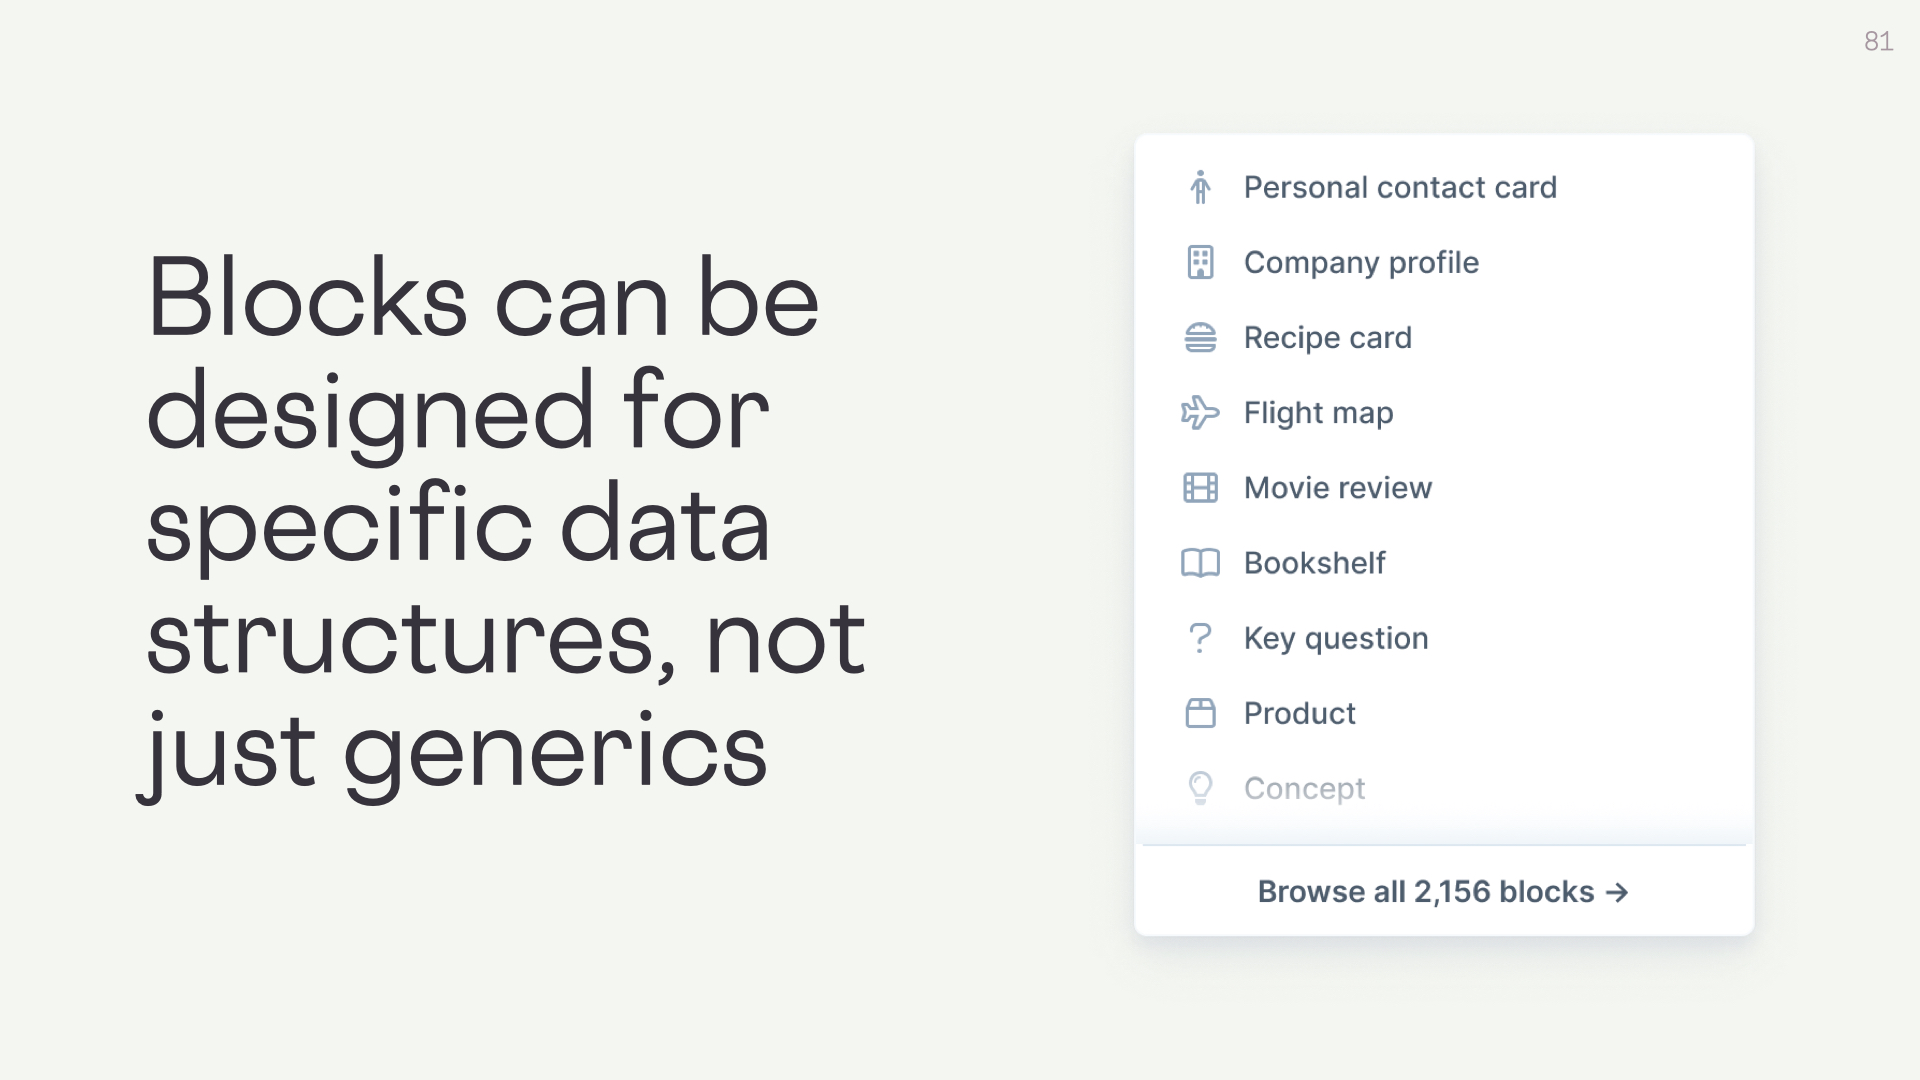 81
Blocks can be
designed for
specific data
structures, not
just generics
Personal contact card
Company profile
Recipe card
Flight map
Movie review
Bookshelf
Key question
Product
Concept
Browse all 2,156 blocks →